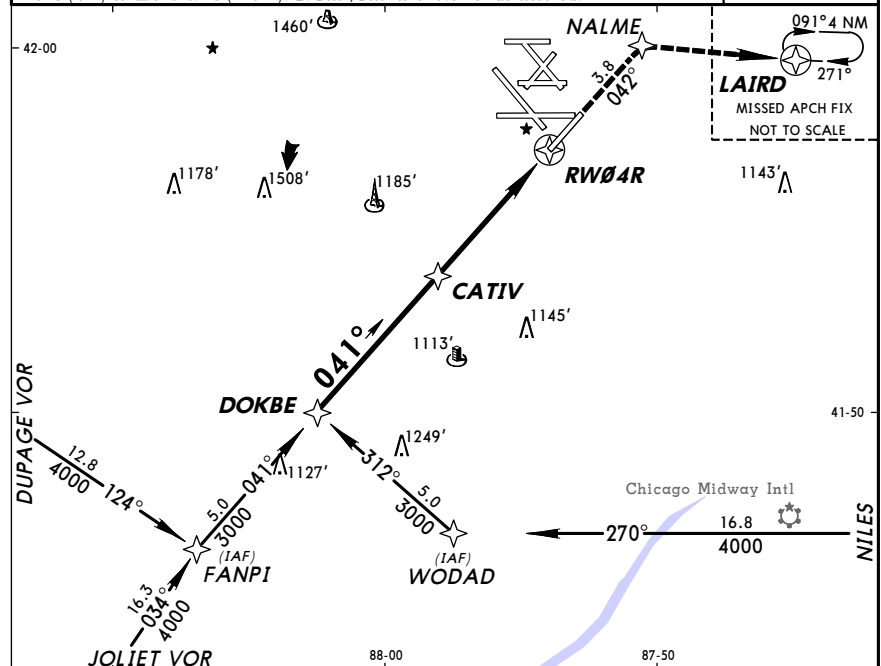 1460'
NALME
091° 4 NM
42-00
3.8
042°
LAIRD
271°
MISSED APCH FIX
NOT TO SCALE
1178'
1508'
1185'
RWØ4R
1143'
CATIV
1145'
041°
1113'
DOKBE
41-50
DUPAGE VOR
12.8
4000
124°
5.0
041°
3000
1127'
1249'
312°
5.0
3000
Chicago Midway Intl
270°
16.8
4000
NILES
(IAF)
FANPI
(IAF)
WODAD
16.3
034°
4000
JOLIET VOR
88-00
87-50